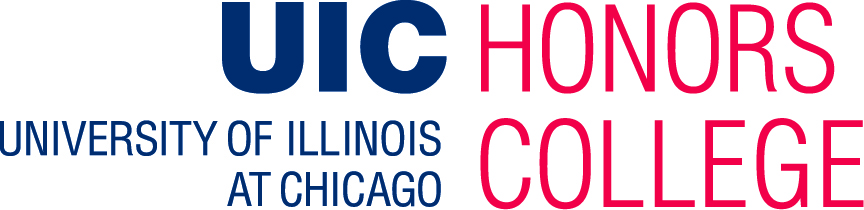 UIC
UNIVERSITY OF ILLINOIS
AT CHICAGO
HONORS
COLLEGE